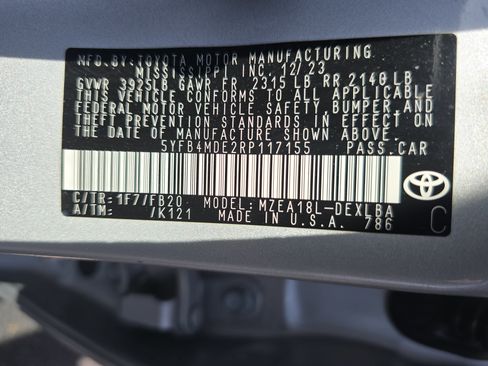 MFD. BY: TOYOTA MOTOR MANUFACTURING
MISSISSIPPI, INC. 12/23
GVWR 3925LB GAWR FR 2315 LB RR 2140 LB
THIS VEHICLE CONFORMS TO ALL APPLICABLE
FEDERAL MOTOR VEHICLE SAFETY, BUMPER,AND
THEFT PREVENTION STANDARDS IN EFFECT
ON THE DATE OF MANUFACTURE SHOWN ABOVE.
5YFB4MDE2RP117155 PASS.CAR
C/TR: 1F7/FB20 MODEL: MZEA18L-DEXLBA
A/TM: /K121 MADE IN U.S.A. 786
C